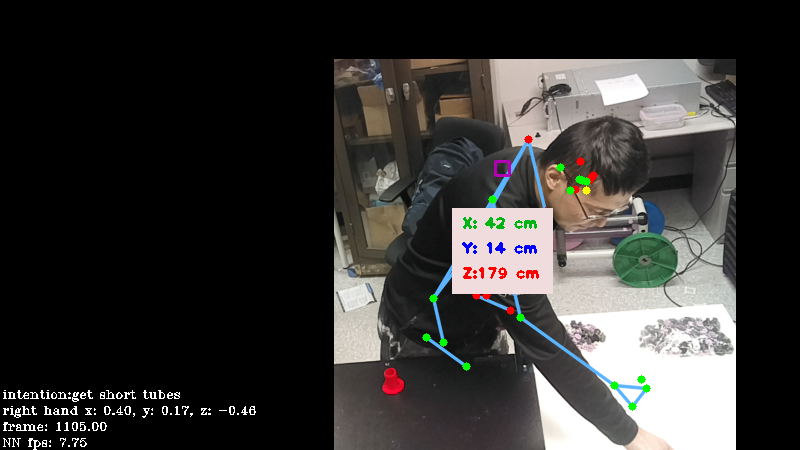 X: 42 cm
Y: 14 cm
Z:179 cm
intention:get short tubes
right hand x: 0.40, y: 0.17, z: -0.46
frame: 1105.00
NN fps: 7.75